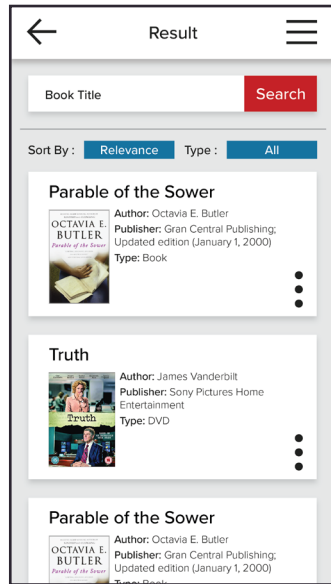 Result
Book Title
Search
Sort By :
Relevance
Type :
All
Parable of the Sower
OCTAVIA E.
BUTLER
Parable of the Sower
Author: Octavia E. Butler
Publisher: Gran Central Publishing;
Updated edition (January 1, 2000)
Type: Book
Truth
Truth
Author: James Vanderbilt
Publisher: Sony Pictures Home
Entertainment
Type: DVD
Parable of the Sower
OCTAVIA E.
BUTLER
Parable of the Sower
Author: Octavia E. Butler
Publisher: Gran Central Publishing;
Updated edition (January 1, 2000)
Type: Book